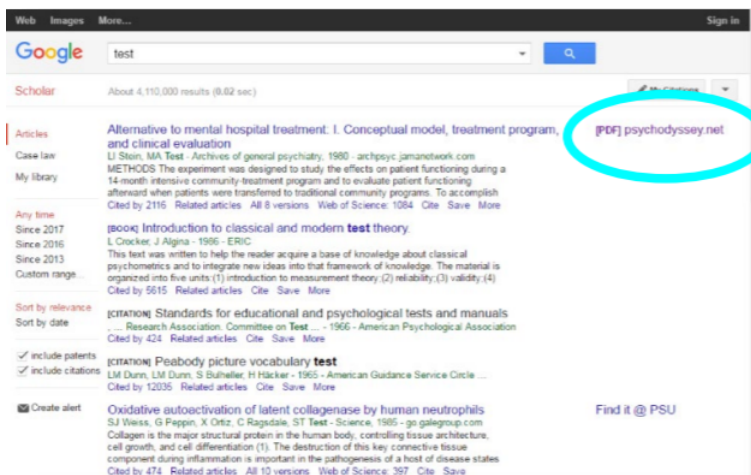 Web Images More... Sign in
Google test
Scholar About 4,110,000 results (0.02 sec) My Citations
Articles
Case law
My library
Any time
Since 2017
Since 2016
Since 2013
Custom range...
Sort by relevance
Sort by date
include patents
include citations
Create alert
Alternative to mental hospital treatment: I. Conceptual model, treatment program,
and clinical evaluation
LI Stein, MA Test - Archives of general psychiatry, 1980 - archpsyc.jamanetwork.com
METHODS The experiment was designed to study the effects on patient functioning during a
14-month intensive community-treatment program and to evaluate patient functioning
afterward when patients were transferred to traditional community programs. To accomplish
Cited by 2116 Related articles All 8 versions Web of Science: 1084 Cite Save More
[PDF] psychodyssey.net
[BOOK] Introduction to classical and modern test theory.
L Crocker, J Algina - 1986 - ERIC
This text was written to help the reader acquire a base of knowledge about classical
psychometrics and to integrate new ideas into that framework of knowledge. The material is
organized into five units:(1) introduction to measurement theory;(2) reliability;(3) validity;(4)
Cited by 5615 Related articles Cite Save More
[CITATION] Standards for educational and psychological tests and manuals
, ... Research Association. Committee on Test ... - 1966 - American Psychological Association
Cited by 424 Related articles Cite Save More
[CITATION] Peabody picture vocabulary test
LM Dunn, LM Dunn, S Bulheller, H Häcker - 1965 - American Guidance Service Circle ...
Cited by 12035 Related articles Cite Save More
Oxidative autoactivation of latent collagenase by human neutrophils
SJ Weiss, G Peppin, X Ortiz, C Ragsdale, ST Test - Science, 1985 - go.galegroup.com
Collagen is the major structural protein in the human body, controlling tissue architecture,
cell growth, and cell differentiation (1). The destruction of this key connective tissue
component during inflammation is important in the pathogenesis of a host of disease states
Cited by 474 Related articles All 10 versions Web of Science: 397 Cite Save
Find it @ PSU